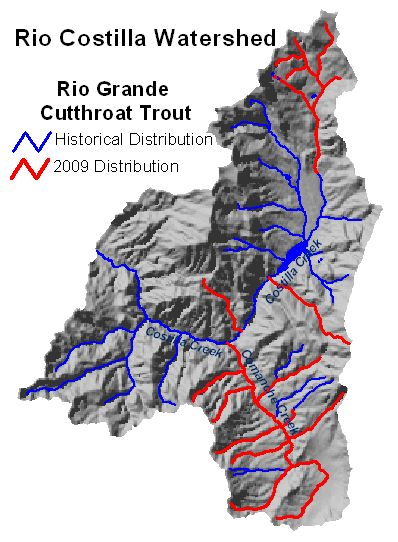 Rio Costilla Watershed
Rio Grande
Cutthroat Trout
Historical Distribution
2009 Distribution
Costilla Creek
Costilla Creek
Comanche Creek